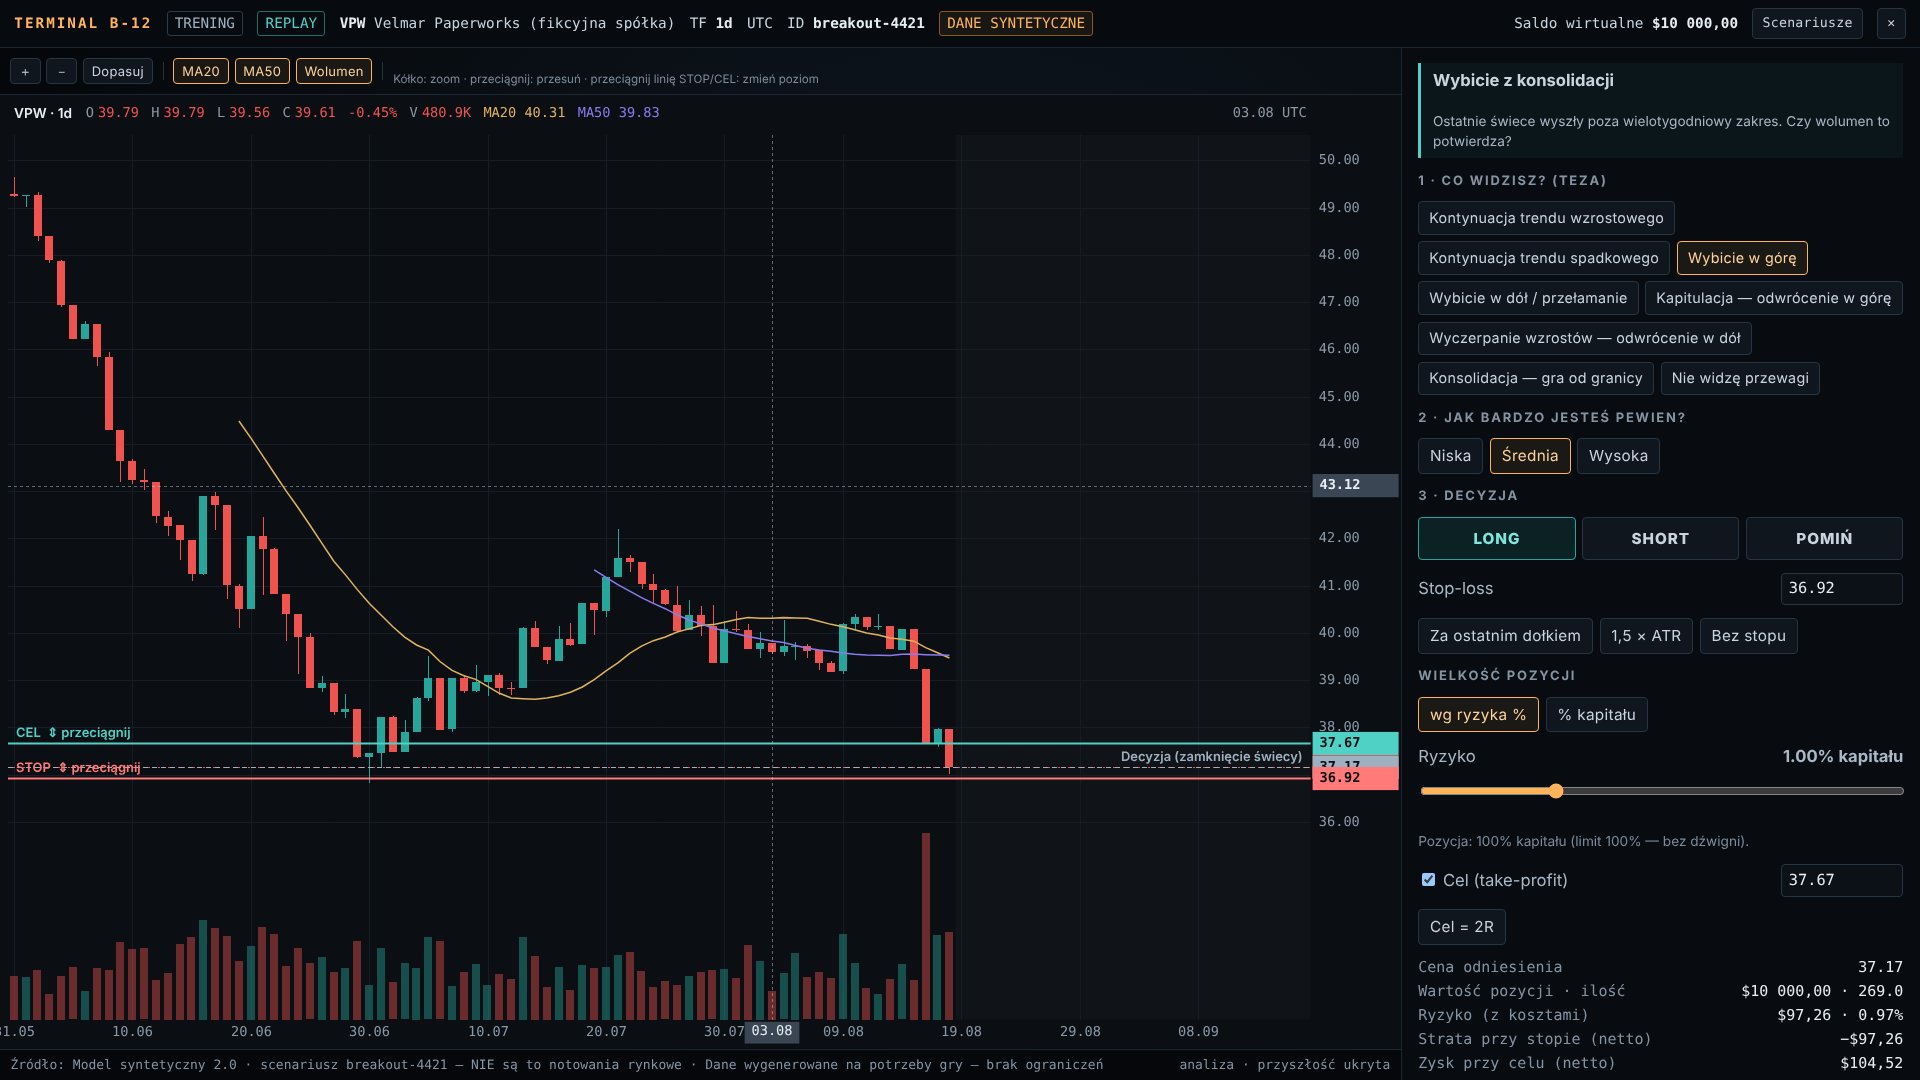 TERMINAL B-12 TRENING REPLAY VPW Velmar Paperworks (fikcyjna spółka) TF 1d UTC ID breakout-4421 DANE SYNTETYCZNE Saldo wirtualne $10 000,00 Scenariusze ×
+ − Dopasuj MA20 MA50 Wolumen Kółko: zoom · przeciągnij: przesuń · przeciągnij linię STOP/CEL: zmień poziom
VPW · 1d O 39.79 H 39.79 L 39.56 C 39.61 -0.45% V 480.9K MA20 40.31 MA50 39.83 03.08 UTC
50.00
49.00
48.00
47.00
46.00
45.00
44.00
43.12
42.00
41.00
40.00
39.00
38.00
CEL ⇕ przeciągnij
37.67
Decyzja (zamknięcie świecy)
37.17
STOP ⇕ przeciągnij
36.92
36.00
31.05 10.06 20.06 30.06 10.07 20.07 30.07 03.08 09.08 19.08 29.08 08.09
Źródło: Model syntetyczny 2.0 · scenariusz breakout-4421 — NIE są to notowania rynkowe · Dane wygenerowane na potrzeby gry — brak ograniczeń analiza · przyszłość ukryta
Wybicie z konsolidacji
Ostatnie świece wyszły poza wielotygodniowy zakres. Czy wolumen to
potwierdza?
1 · CO WIDZISZ? (TEZA)
Kontynuacja trendu wzrostowego
Kontynuacja trendu spadkowego Wybicie w górę
Wybicie w dół / przełamanie Kapitulacja — odwrócenie w górę
Wyczerpanie wzrostów — odwrócenie w dół
Konsolidacja — gra od granicy Nie widzę przewagi
2 · JAK BARDZO JESTEŚ PEWIEN?
Niska Średnia Wysoka
3 · DECYZJA
LONG SHORT POMIŃ
Stop-loss 36.92
Za ostatnim dołkiem 1,5 × ATR Bez stopu
WIELKOŚĆ POZYCJI
wg ryzyka % % kapitału
Ryzyko 1.00% kapitału
Pozycja: 100% kapitału (limit 100% — bez dźwigni).
Cel (take-profit) 37.67
Cel = 2R
Cena odniesienia 37.17
Wartość pozycji · ilość $10 000,00 · 269.0
Ryzyko (z kosztami) $97,26 · 0.97%
Strata przy stopie (netto) −$97,26
Zysk przy celu (netto) $104,52